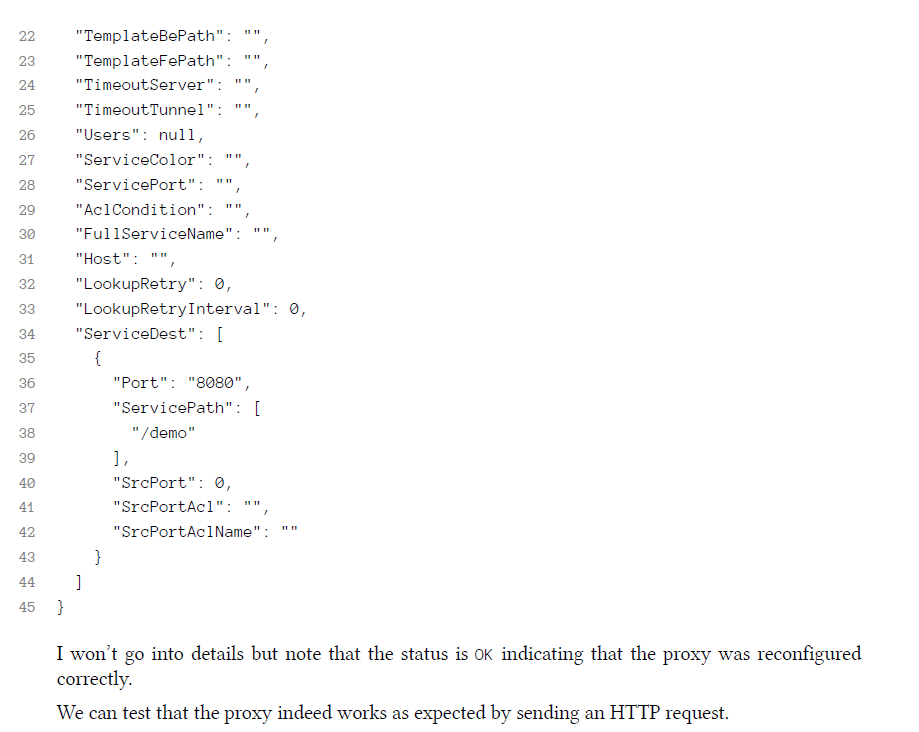 22 "TemplateBePath": "",
23 "TemplateFePath": "",
24 "TimeoutServer": "",
25 "TimeoutTunnel": "",
26 "Users": null,
27 "ServiceColor": "",
28 "ServicePort": "",
29 "AclCondition": "",
30 "FullServiceName": "",
31 "Host": "",
32 "LookupRetry": 0,
33 "LookupRetryInterval": 0,
34 "ServiceDest": [
35 {
36 "Port": "8080",
37 "ServicePath": [
38 "/demo"
39 ],
40 "SrcPort": 0,
41 "SrcPortAcl": "",
42 "SrcPortAclName": ""
43 }
44 ]
45 }
I won’t go into details but note that the status is OK indicating that the proxy was reconfigured
correctly.
We can test that the proxy indeed works as expected by sending an HTTP request.